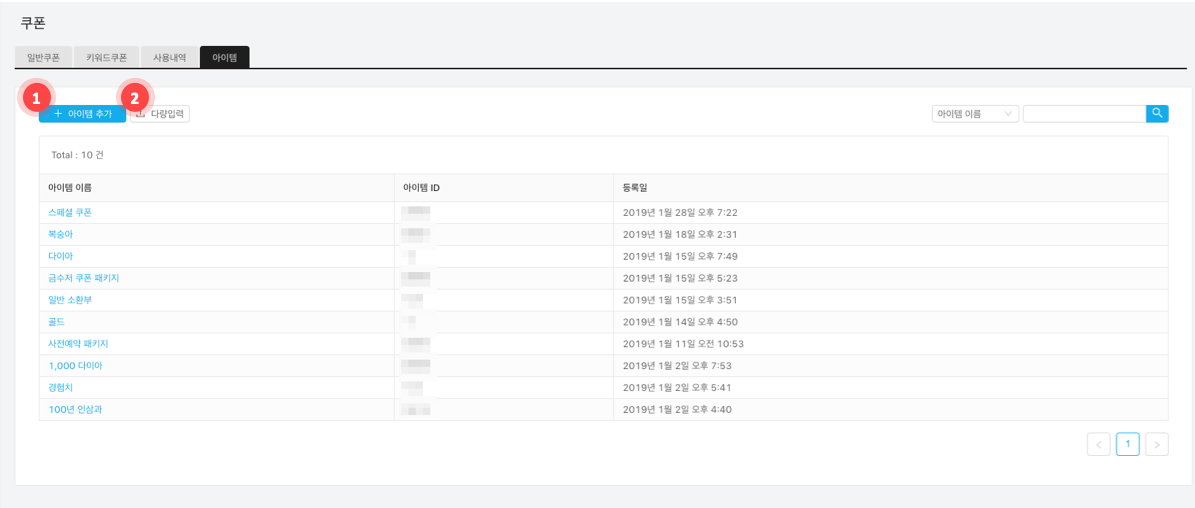 쿠폰
일반쿠폰 키워드쿠폰 사용내역 아이템
1 2
+ 아이템 추가 다량입력 아이템 이름
Total : 10 건
아이템 이름 아이템 ID 등록일
스페셜 쿠폰 2019년 1월 28일 오후 7:22
복숭아 2019년 1월 18일 오후 2:31
다이아 2019년 1월 15일 오후 7:49
금수저 쿠폰 패키지 2019년 1월 15일 오후 5:23
일반 소환부 2019년 1월 15일 오후 3:51
골드 2019년 1월 14일 오후 4:50
사전예약 패키지 2019년 1월 11일 오전 10:53
1,000 다이아 2019년 1월 2일 오후 7:53
경험치 2019년 1월 2일 오후 5:41
100년 인삼과 2019년 1월 2일 오후 4:40
< 1 >